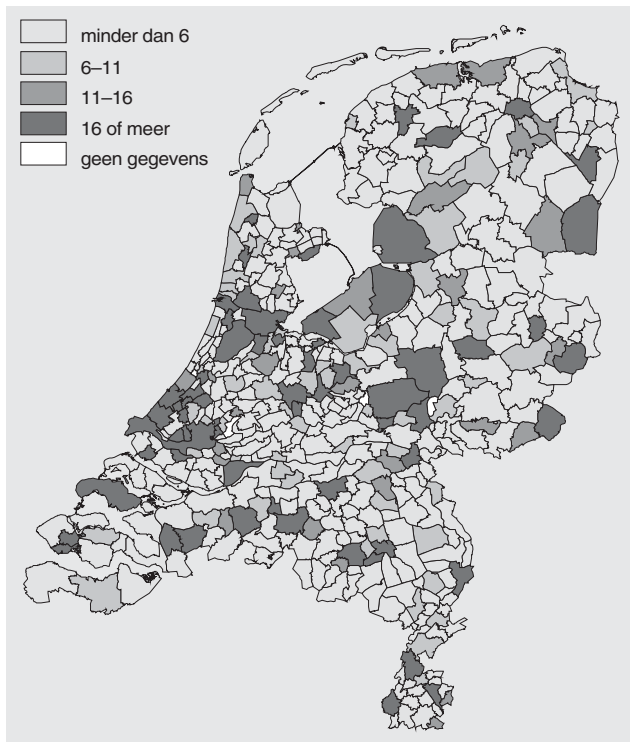 minder dan 6
6–11
11–16
16 of meer
geen gegevens